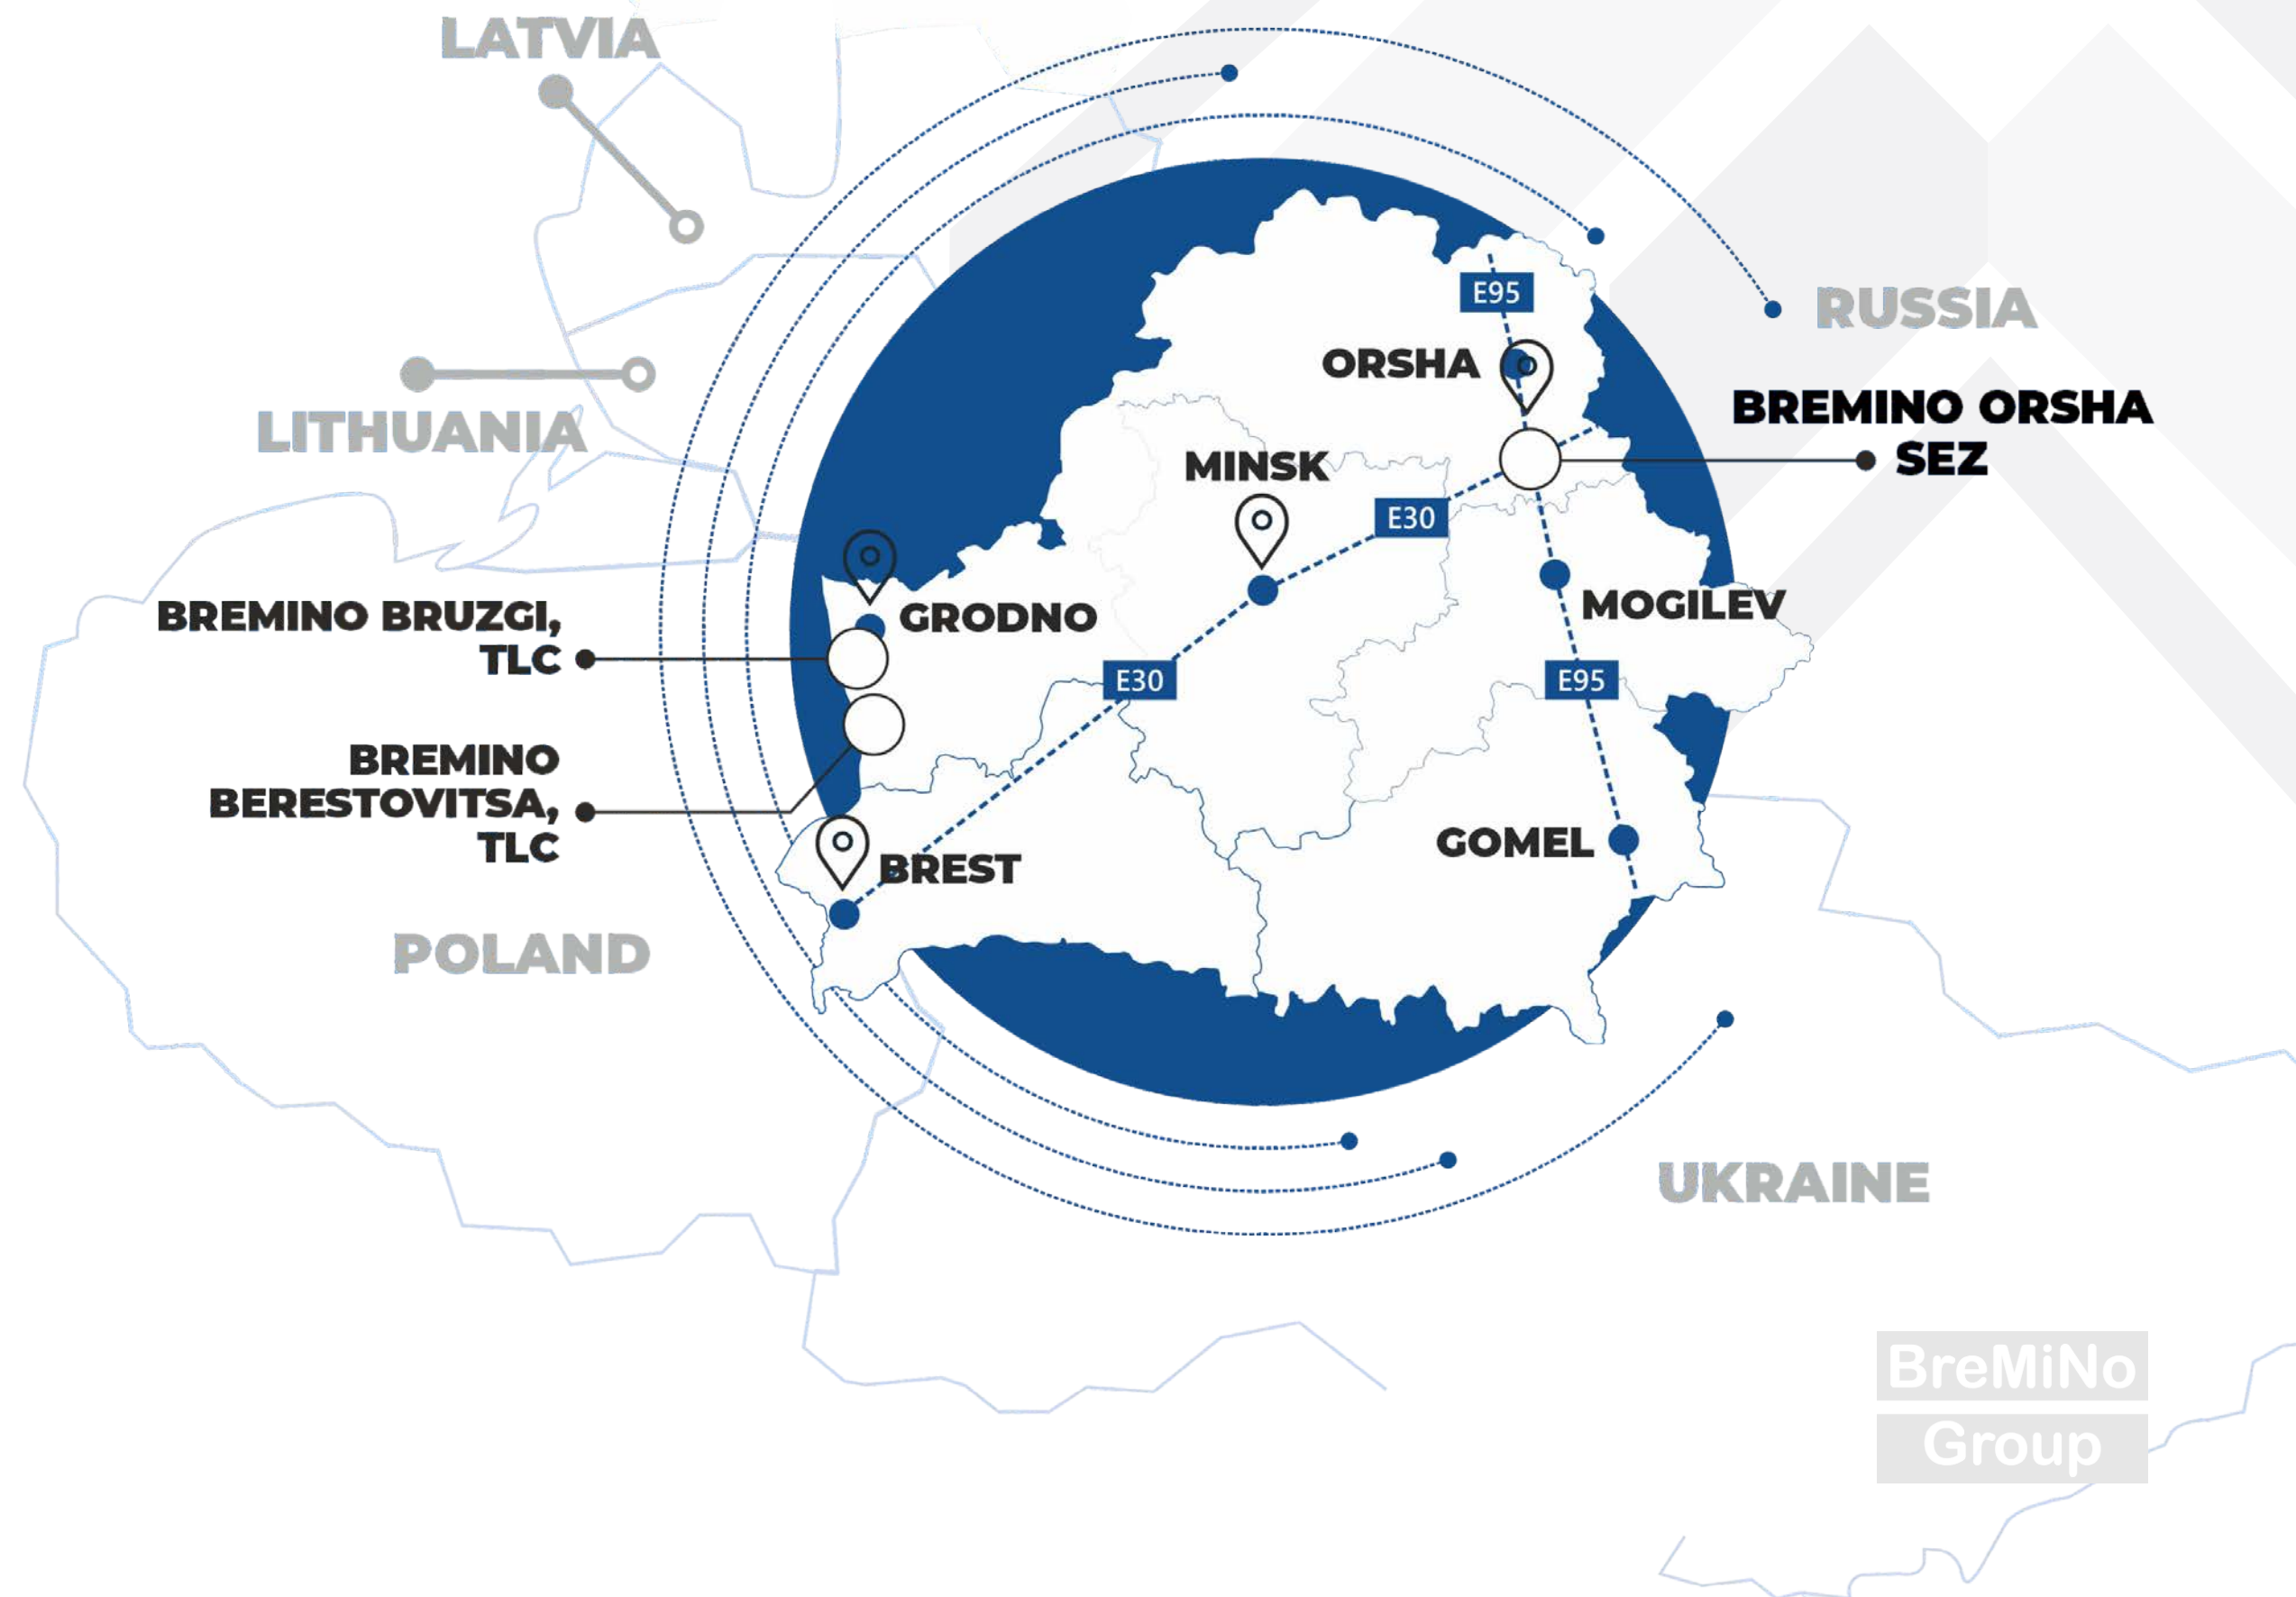 LATVIA
E95
RUSSIA
ORSHA
BREMINO ORSHA
SEZ
LITHUANIA
MINSK
E30
BREMINO BRUZGI,
TLC
GRODNO
MOGILEV
E30
E95
BREMINO
BERESTOVITSA,
TLC
BREST
GOMEL
POLAND
UKRAINE
BreMiNo
Group